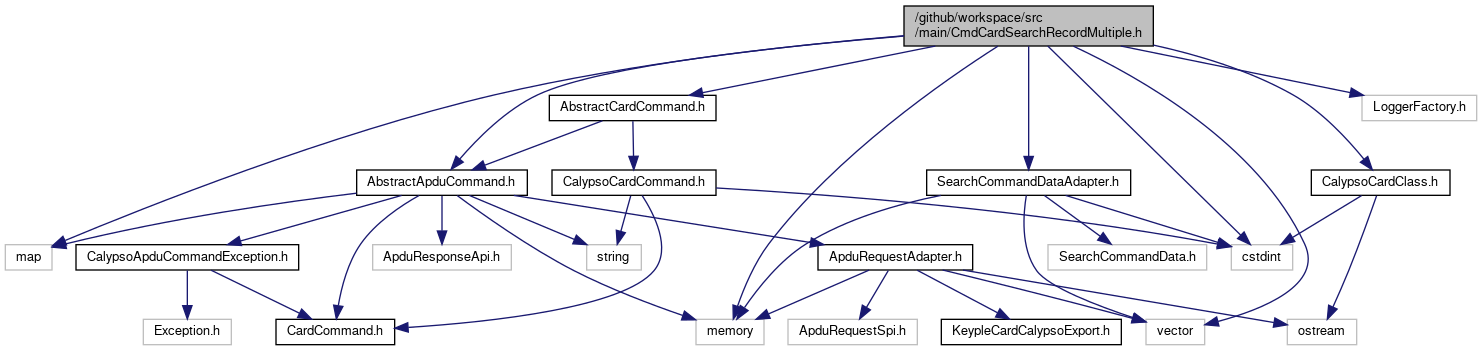 /github/workspace/src
/main/CmdCardSearchRecordMultiple.h
AbstractCardCommand.h
LoggerFactory.h
AbstractApduCommand.h
CalypsoCardCommand.h
SearchCommandDataAdapter.h
CalypsoCardClass.h
map
CalypsoApduCommandException.h
ApduResponseApi.h
string
ApduRequestAdapter.h
SearchCommandData.h
cstdint
Exception.h
CardCommand.h
memory
ApduRequestSpi.h
KeypleCardCalypsoExport.h
vector
ostream